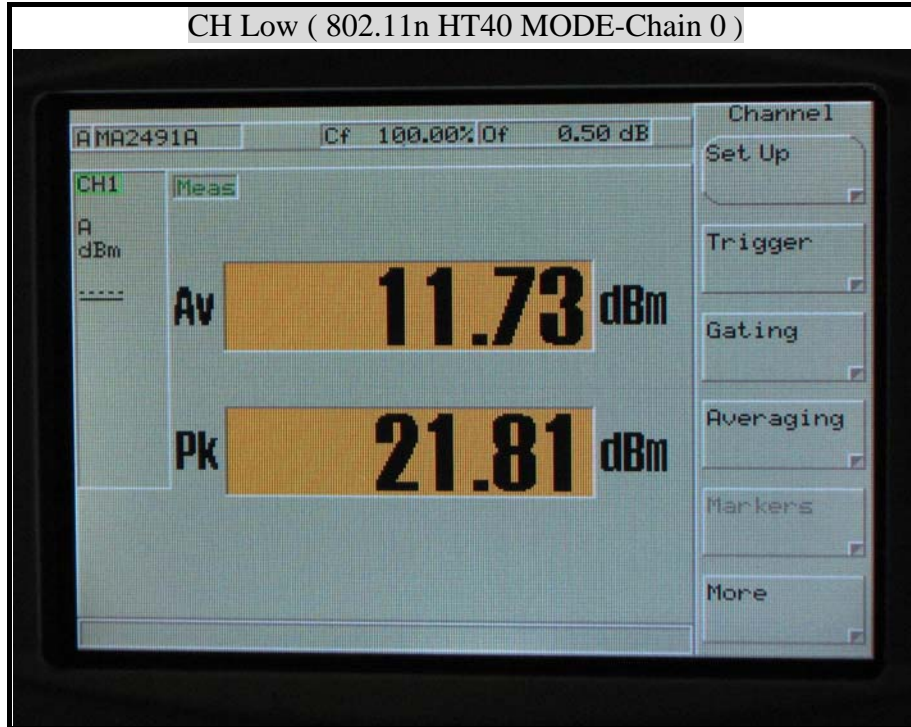 CH Low ( 802.11n HT40 MODE-Chain 0 )
A MA2491A Cf 100.00% Of 0.50 dB
CH1
A
dBm
-----
Meas
Av 11.73 dBm
Pk 21.81 dBm
Channel
Set Up
Trigger
Gating
Averaging
Markers
More